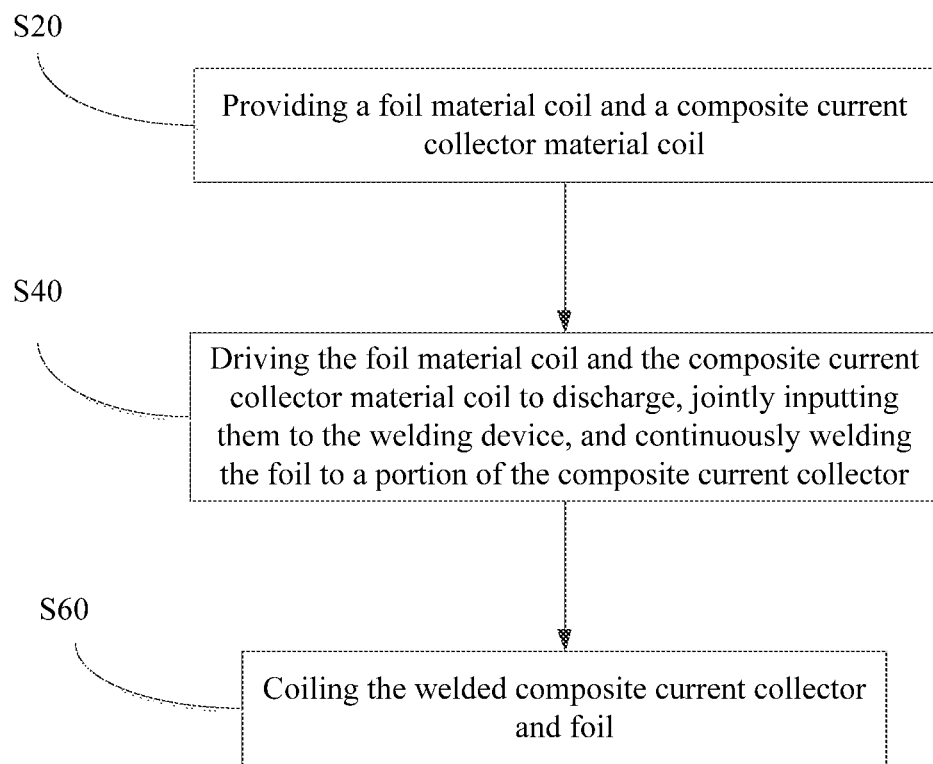 S20
Providing a foil material coil and a composite current
collector material coil
S40
Driving the foil material coil and the composite current
collector material coil to discharge, jointly inputting
them to the welding device, and continuously welding
the foil to a portion of the composite current collector
S60
Coiling the welded composite current collector
and foil